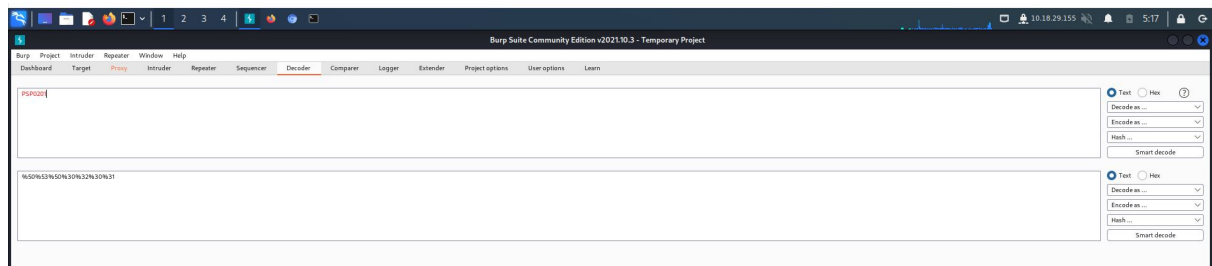 1 2 3 4 10.18.29.155 5:17
Burp Suite Community Edition v2021.10.3 - Temporary Project
Burp Project Intruder Repeater Window Help
Dashboard Target Proxy Intruder Repeater Sequencer Decoder Comparer Logger Extender Project options User options Learn
PSP0201 Text Hex ?
Decode as ...
Encode as ...
Hash ...
Smart decode
%50%53%50%30%32%30%31 Text Hex
Decode as ...
Encode as ...
Hash ...
Smart decode